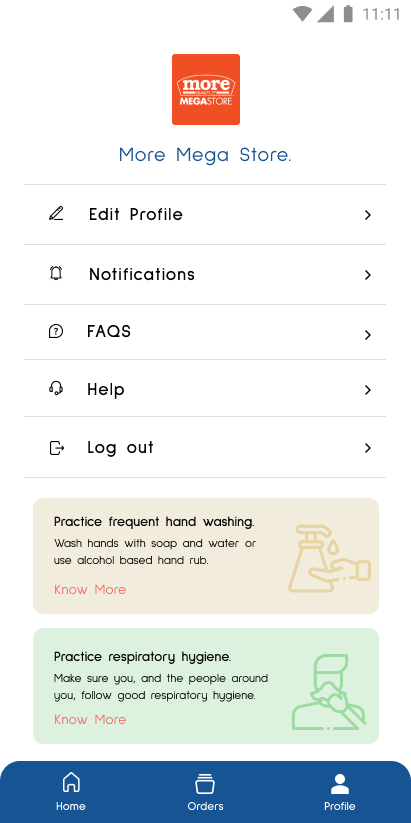 11:11
more
MEGASTORE
More Mega Store.
Edit Profile
Notifications
FAQS
Help
Log out
Practice frequent hand washing.
Wash hands with soap and water or
use alcohol based hand rub.
Know More
Practice respiratory hygiene.
Make sure you, and the people around
you, follow good respiratory hygiene.
Know More
Home
Orders
Profile